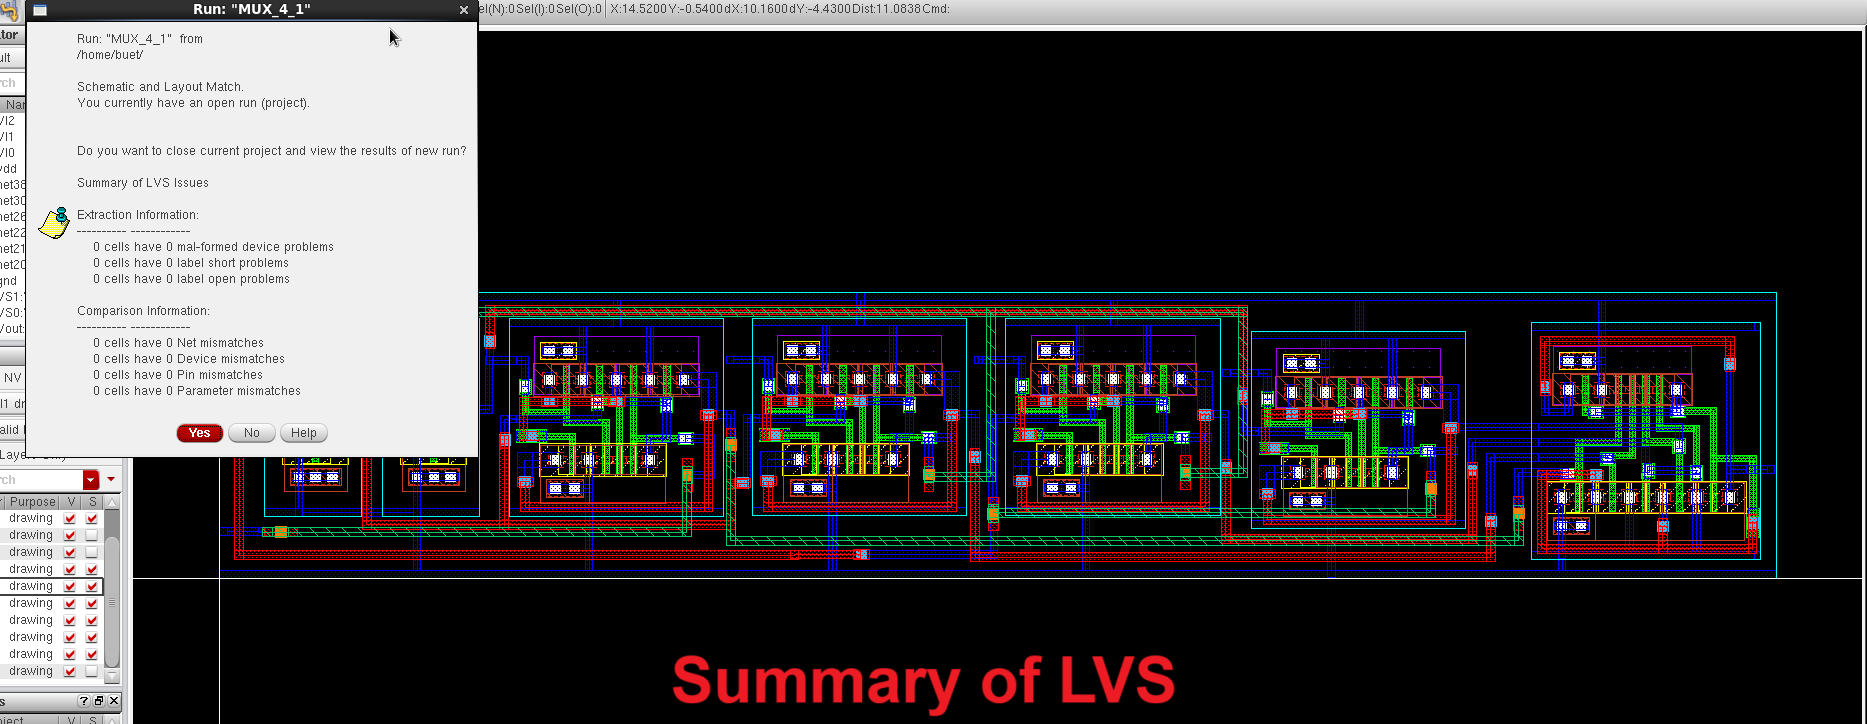 Run: "MUX_4_1"
el(N):0 Sel(I):0 Sel(O):0 X:14.5200 Y:-0.5400 dX:10.1600 dY:-4.4300 Dist:11.0838 Cmd:
Run: "MUX_4_1" from
/home/buet/
Schematic and Layout Match.
You currently have an open run (project).
Do you want to close current project and view the results of new run?
Summary of LVS Issues
Extraction Information:
---------- ------------
0 cells have 0 mal-formed device problems
0 cells have 0 label short problems
0 cells have 0 label open problems
Comparison Information:
---------- ------------
0 cells have 0 Net mismatches
0 cells have 0 Device mismatches
0 cells have 0 Pin mismatches
0 cells have 0 Parameter mismatches
Yes No Help
tor
ult
rch
Nar
VI2
VI1
VI0
vdd
net38
net30
net26
net22
net21
net20
gnd
VS1:
VS0:
Vout:
NV
I1 dr
alid
rch
Purpose V S
drawing
drawing
drawing
drawing
drawing
drawing
drawing
drawing
drawing
drawing
s
bject V S
Summary of LVS